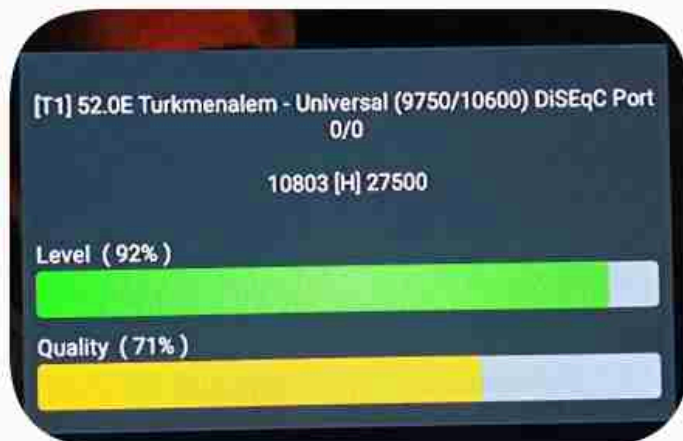 [T1] 52.0E Turkmenalem - Universal (9750/10600) DiSEqC Port
0/0
10803 [H] 27500
Level ( 92% )
Quality ( 71% )